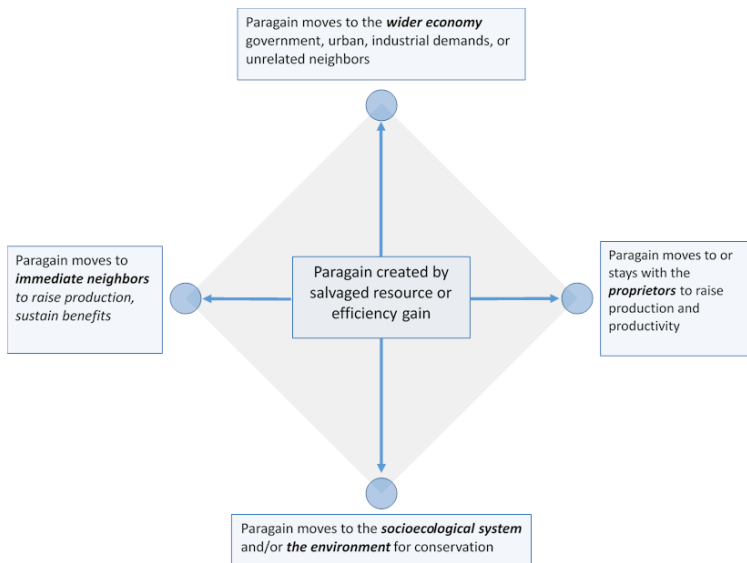 Paragain moves to the wider economy
government, urban, industrial demands, or
unrelated neighbors
Paragain moves to
immediate neighbors
to raise production,
sustain benefits
Paragain created by
salvaged resource or
efficiency gain
Paragain moves to or
stays with the
proprietors to raise
production and
productivity
Paragain moves to the socioecological system
and/or the environment for conservation